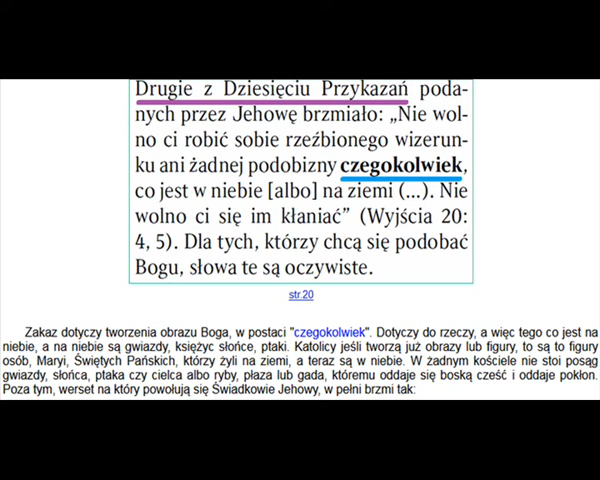 Drugie z Dziesięciu Przykazań poda-
nych przez Jehowę brzmiało: „Nie wol-
no ci robić sobie rzeźbionego wizerun-
ku ani żadnej podobizny czegokolwiek,
co jest w niebie [albo] na ziemi (...). Nie
wolno ci się im kłaniać” (Wyjścia 20:
4, 5). Dla tych, którzy chcą się podobać
Bogu, słowa te są oczywiste.
str.20
Zakaz dotyczy tworzenia obrazu Boga, w postaci "czegokolwiek". Dotyczy do rzeczy, a więc tego co jest na
niebie, a na niebie są gwiazdy, księżyc słońce, ptaki. Katolicy jeśli tworzą już obrazy lub figury, to są to figury
osób, Maryi, Świętych Pańskich, którzy żyli na ziemi, a teraz są w niebie. W żadnym kościele nie stoi posąg
gwiazdy, słońca, ptaka czy cielca albo ryby, płaza lub gada, któremu oddaje się boską cześć i oddaje pokłon.
Poza tym, werset na który powołują się Świadkowie Jehowy, w pełni brzmi tak: